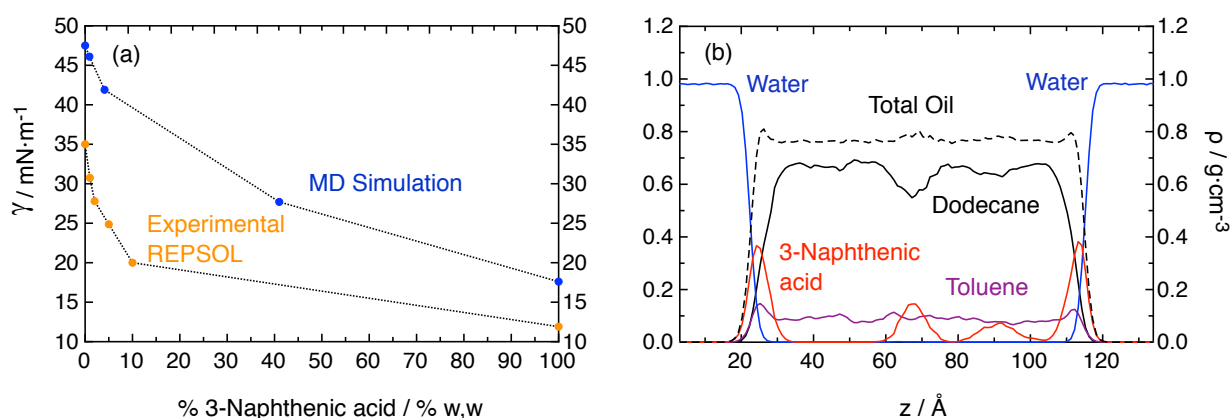 (a)
γ / mN·m⁻¹
50
45
40
35
30
25
20
15
10
50
45
40
35
30
25
20
15
10
MD Simulation
Experimental
REPSOL
0 10 20 30 40 50 60 70 80 90 100
% 3-Naphthenic acid / % w,w
(b)
1.2
1.0
0.8
0.6
0.4
0.2
0.0
1.2
1.0
0.8
0.6
0.4
0.2
0.0
ρ / g·cm⁻³
Water
Water
Total Oil
Dodecane
3-Naphthenic
acid
Toluene
20 40 60 80 100 120
z / Å